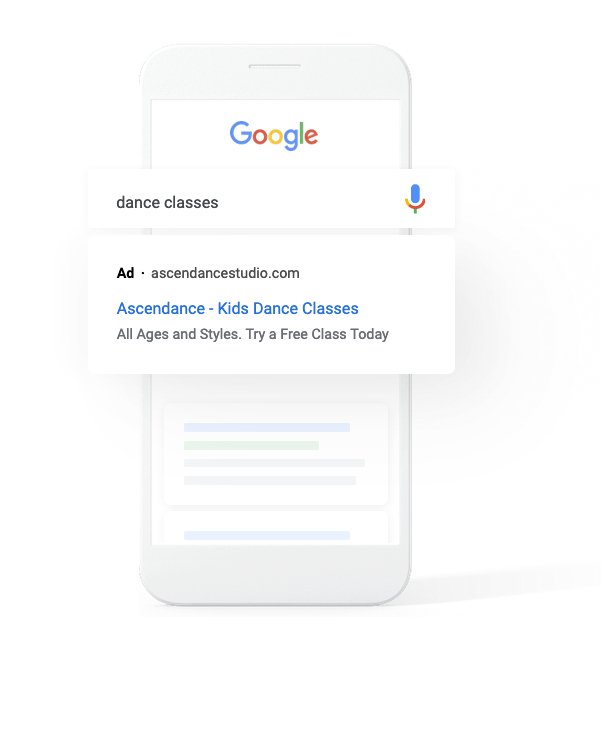 Google
dance classes
Ad · ascendancestudio.com
Ascendance - Kids Dance Classes
All Ages and Styles. Try a Free Class Today